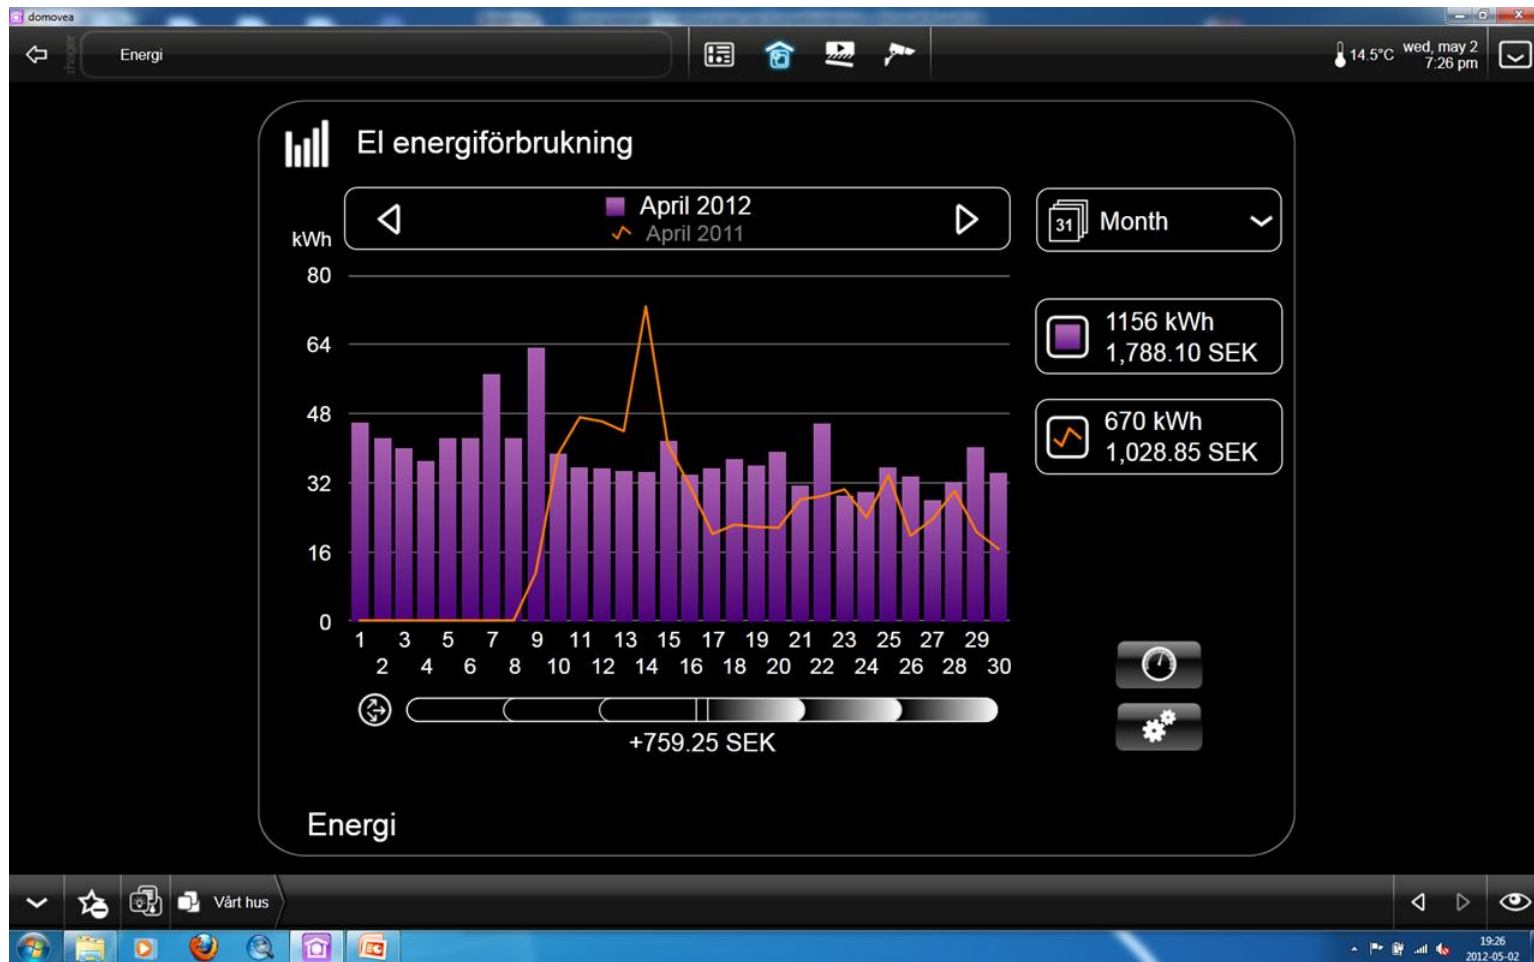 domovea
:hager
Energi
14.5°C
wed, may 2
7:26 pm
El energiförbrukning
April 2012
April 2011
31
Month
kWh
80
64
48
32
16
0
1 3 5 7 9 11 13 15 17 19 21 23 25 27 29
2 4 6 8 10 12 14 16 18 20 22 24 26 28 30
1156 kWh
1,788.10 SEK
670 kWh
1,028.85 SEK
+759.25 SEK
Energi
Vårt hus
19:26
2012-05-02